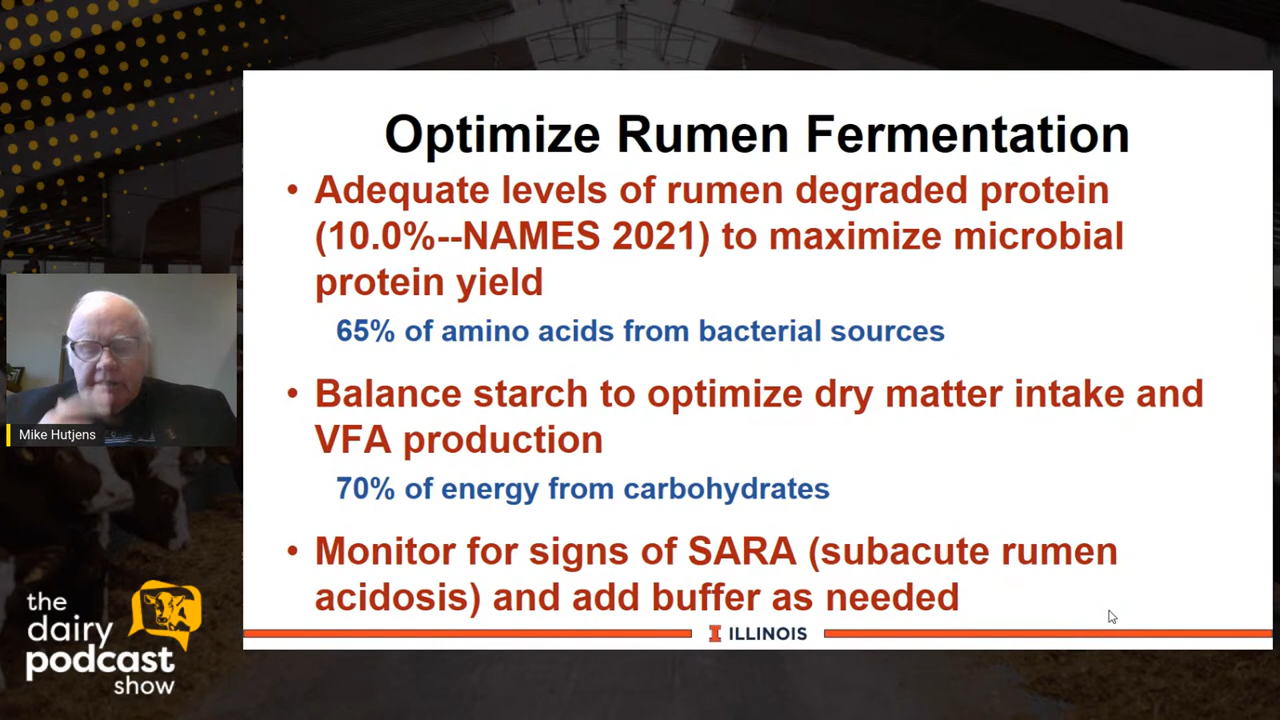 Optimize Rumen Fermentation
• Adequate levels of rumen degraded protein
(10.0%--NAMES 2021) to maximize microbial
protein yield
65% of amino acids from bacterial sources
• Balance starch to optimize dry matter intake and
VFA production
70% of energy from carbohydrates
• Monitor for signs of SARA (subacute rumen
acidosis) and add buffer as needed
I ILLINOIS
Mike Hutjens
the
dairy
podcast
show